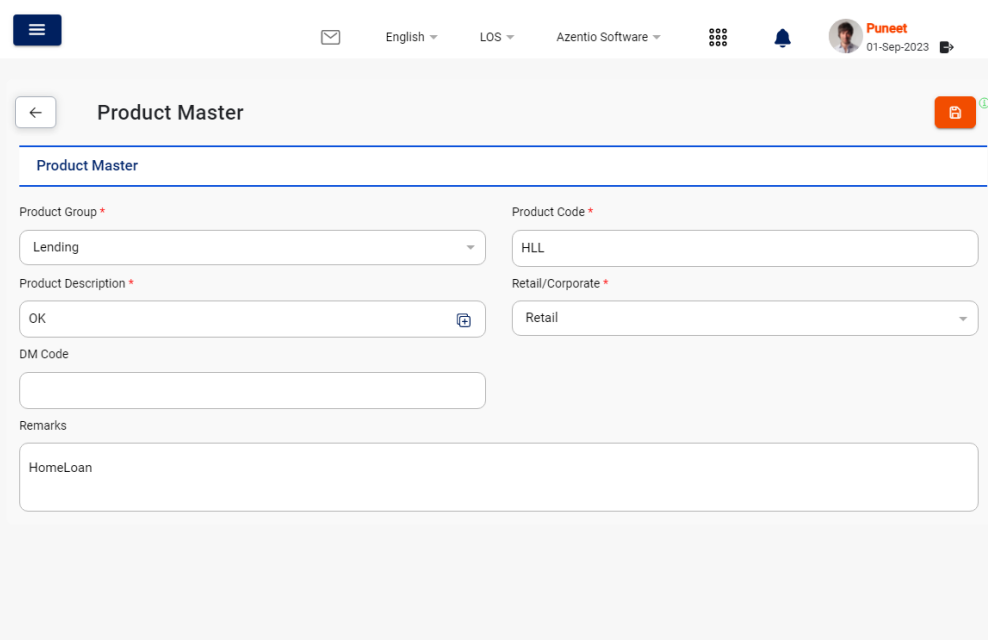 English LOS Azentio Software Puneet
01-Sep-2023
Product Master
Product Master
Product Group * Product Code *
Lending HLL
Product Description * Retail/Corporate *
OK Retail
DM Code
Remarks
HomeLoan